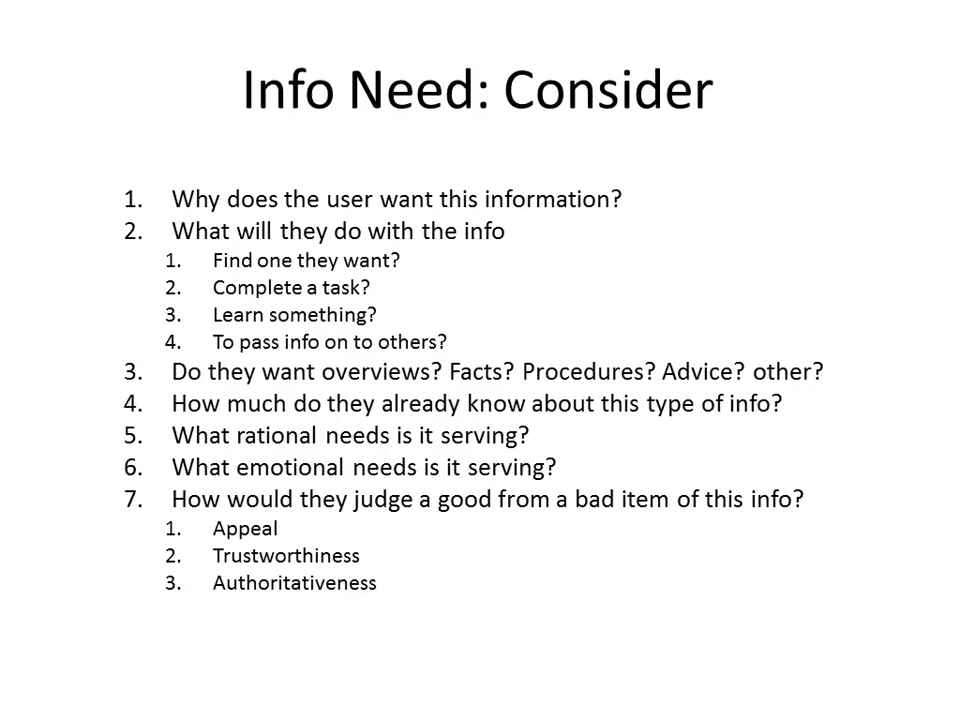 Info Need: Consider
1. Why does the user want this information?
2. What will they do with the info
1. Find one they want?
2. Complete a task?
3. Learn something?
4. To pass info on to others?
3. Do they want overviews? Facts? Procedures? Advice? other?
4. How much do they already know about this type of info?
5. What rational needs is it serving?
6. What emotional needs is it serving?
7. How would they judge a good from a bad item of this info?
1. Appeal
2. Trustworthiness
3. Authoritativeness